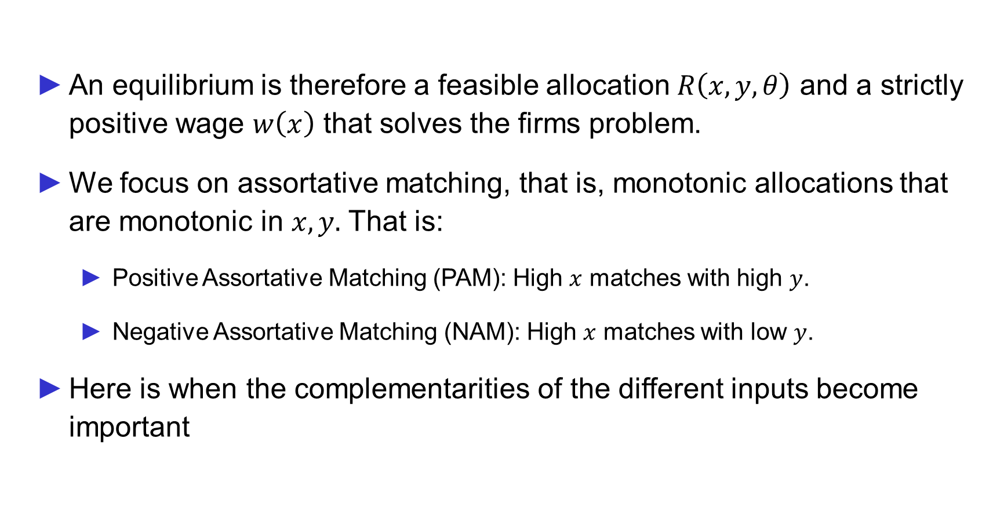 ► An equilibrium is therefore a feasible allocation R(x, y, θ) and a strictly
positive wage w(x) that solves the firms problem.
► We focus on assortative matching, that is, monotonic allocations that
are monotonic in x, y. That is:
► Positive Assortative Matching (PAM): High x matches with high y.
► Negative Assortative Matching (NAM): High x matches with low y.
► Here is when the complementarities of the different inputs become
important